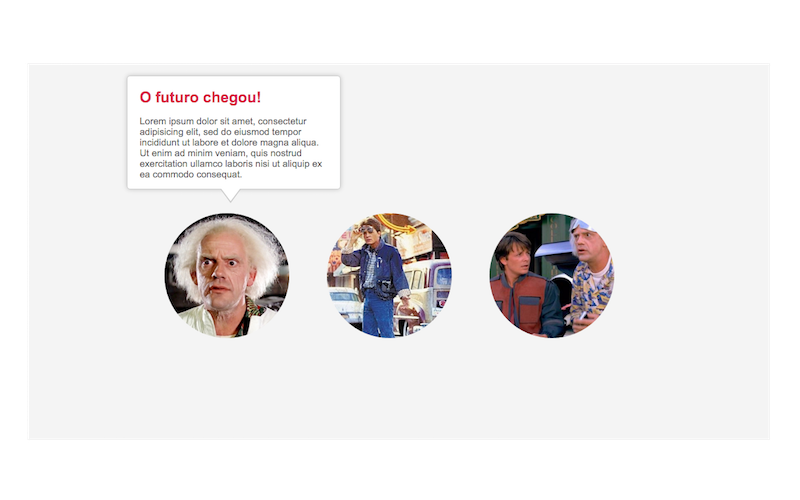 O futuro chegou!
Lorem ipsum dolor sit amet, consectetur
adipisicing elit, sed do eiusmod tempor
incididunt ut labore et dolore magna aliqua.
Ut enim ad minim veniam, quis nostrud
exercitation ullamco laboris nisi ut aliquip ex
ea commodo consequat.